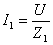 I₁ = U / Z₁